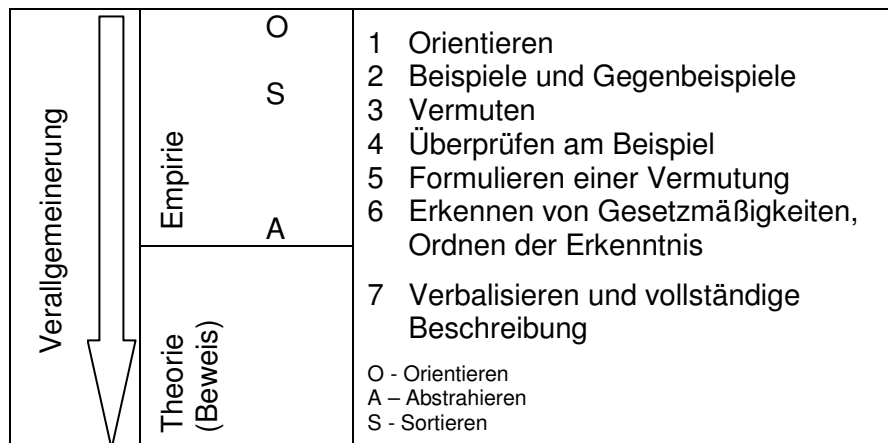 Verallgemeinerung
Empirie
O
S
A
Theorie
(Beweis)
1 Orientieren
2 Beispiele und Gegenbeispiele
3 Vermuten
4 Überprüfen am Beispiel
5 Formulieren einer Vermutung
6 Erkennen von Gesetzmäßigkeiten,
Ordnen der Erkenntnis
7 Verbalisieren und vollständige
Beschreibung
O - Orientieren
A – Abstrahieren
S - Sortieren